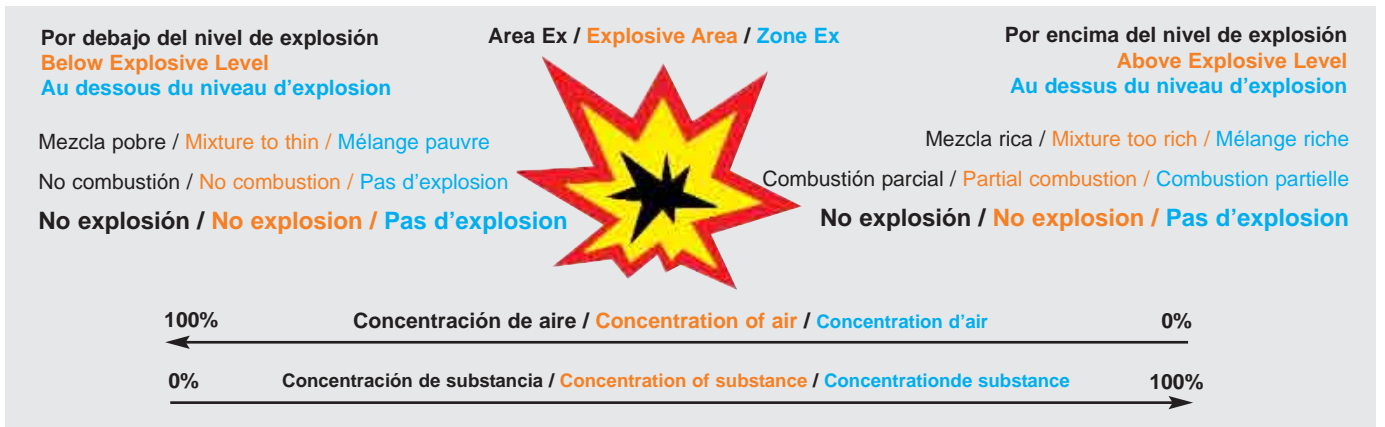 Por debajo del nivel de explosión
Below Explosive Level
Au dessous du niveau d'explosion
Mezcla pobre / Mixture to thin / Mélange pauvre
No combustión / No combustion / Pas d'explosion
No explosión / No explosion / Pas d'explosion
Area Ex / Explosive Area / Zone Ex
Por encima del nivel de explosión
Above Explosive Level
Au dessus du niveau d'explosion
Mezcla rica / Mixture too rich / Mélange riche
Combustión parcial / Partial combustion / Combustion partielle
No explosión / No explosion / Pas d'explosion
100% Concentración de aire / Concentration of air / Concentration d'air 0%
0% Concentración de substancia / Concentration of substance / Concentrationde substance 100%